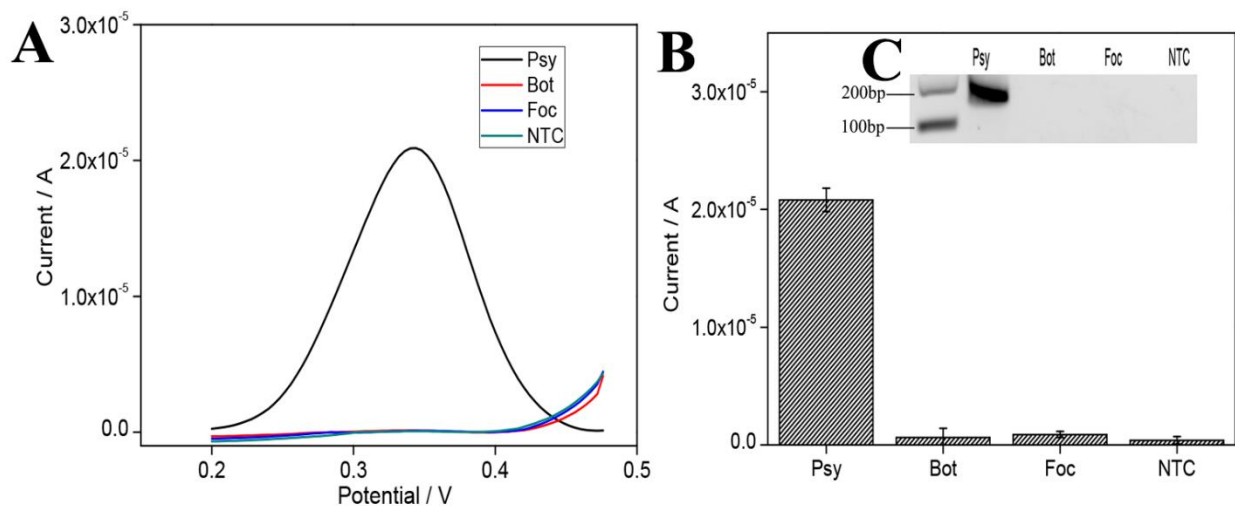 A
3.0x10-5
2.0x10-5
1.0x10-5
0.0
Current / A
Psy
Bot
Foc
NTC
0.2 0.3 0.4 0.5
Potential / V
B
3.0x10-5
2.0x10-5
1.0x10-5
0.0
Current / A
Psy Bot Foc NTC
C
Psy Bot Foc NTC
200bp
100bp